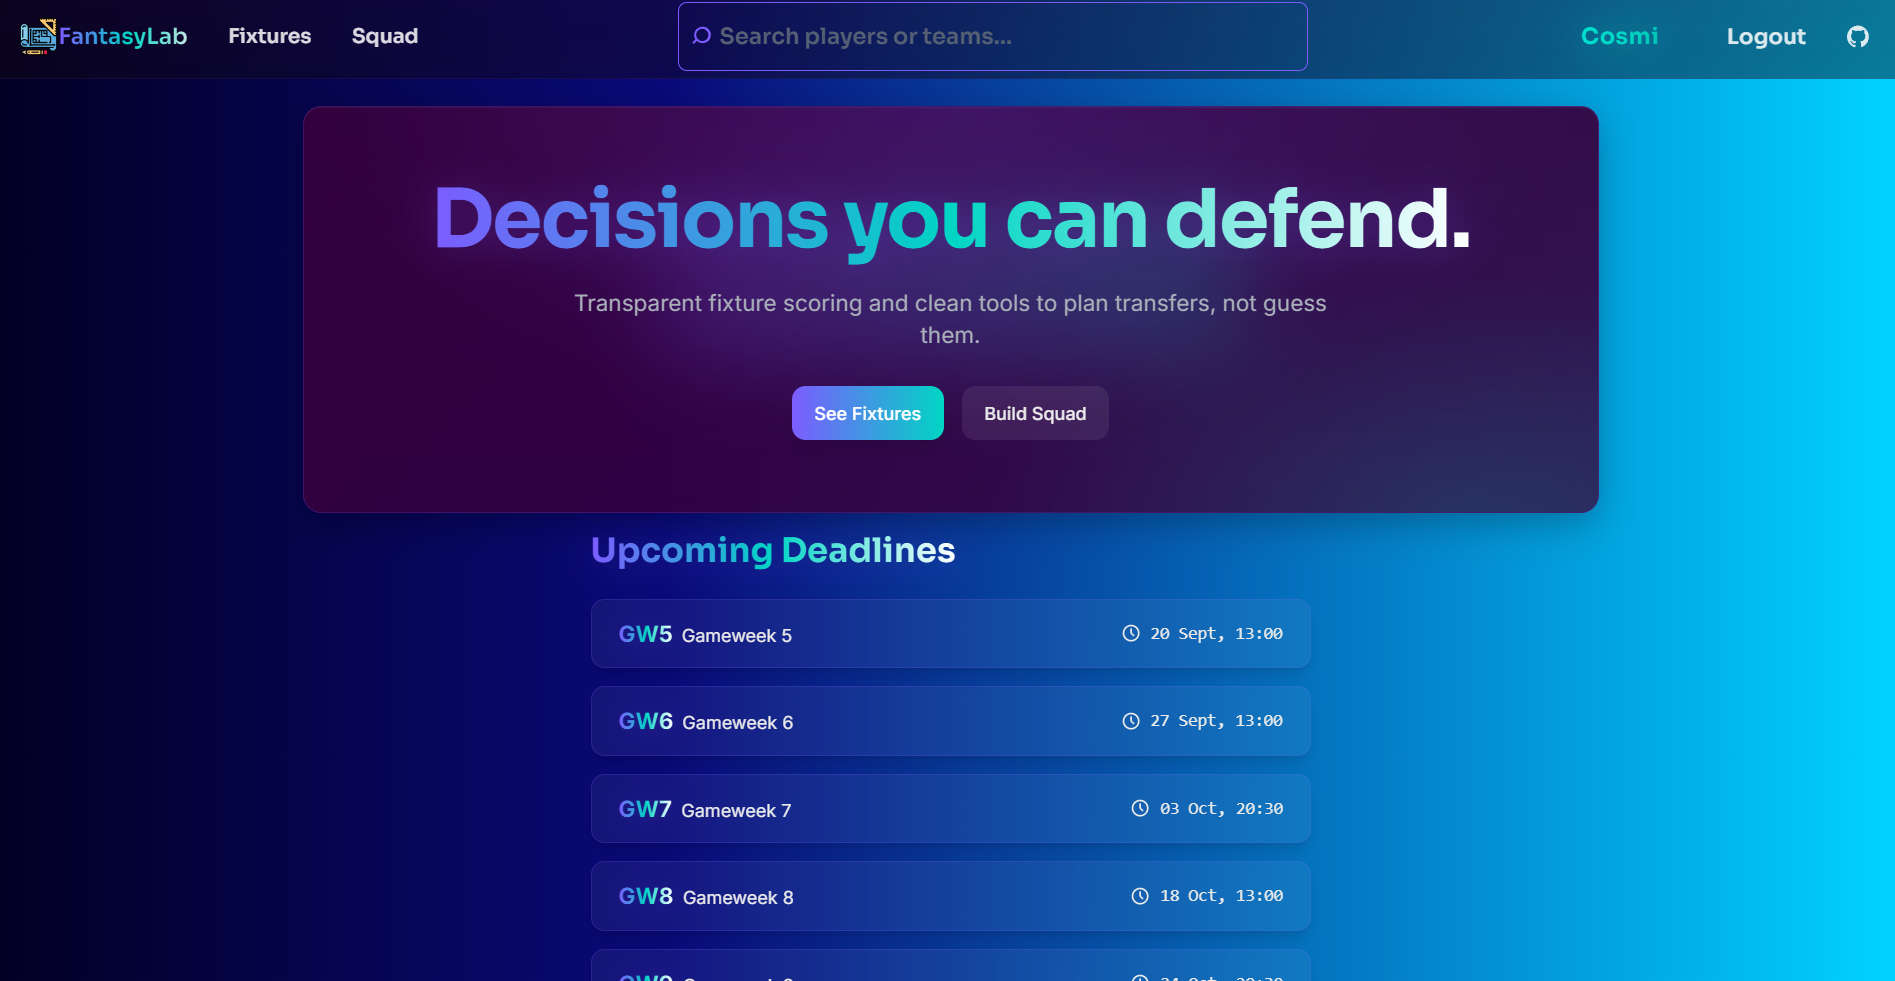 FantasyLab
Fixtures
Squad
Search players or teams...
Cosmi
Logout
Decisions you can defend.
Transparent fixture scoring and clean tools to plan transfers, not guess
them.
See Fixtures
Build Squad
Upcoming Deadlines
GW5 Gameweek 5
20 Sept, 13:00
GW6 Gameweek 6
27 Sept, 13:00
GW7 Gameweek 7
03 Oct, 20:30
GW8 Gameweek 8
18 Oct, 13:00